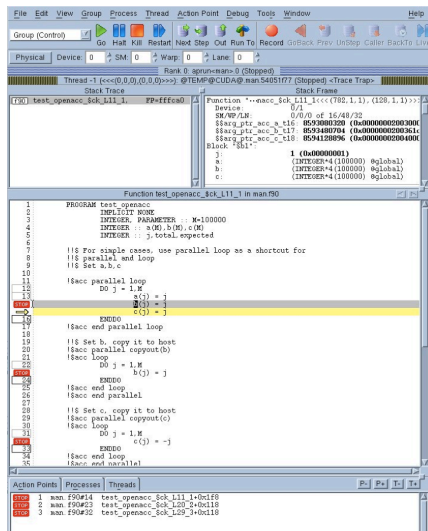 File Edit View Group Process Thread Action Point Debug Tools Window Help
Group (Control)
Go Halt Kill Restart Next Step Out Run To Record GoBack Prev UnStep Caller BackTo Live
Physical Device: 0 SM: 0 Warp: 0 Lane: 0
Rank 0: aprun<man>.0 (Stopped)
Thread -1 (<<<(0,0,0),(0,0,0)>>>): @TEMP@CUDA@.man.54051f77 (Stopped) <Trace Trap>
Stack Trace
f90 test_openacc_$ck_L11_1, FP=fffca0
Stack Frame
Function "nacc_$ck_L11_1<<<(782,1,1),(128,1,1)>>>
Device: 0/1
SM/WP/LN: 0/0/0 of 16/48/32
$$arg_ptr_acc_a_t16: 8593080320
$$arg_ptr_acc_b_t17: 8593480704
$$arg_ptr_acc_c_t18: 8594128896
Block "$b1":
j: 1 (0x00000001)
a: (INTEGER*4(100000) @global)
b: (INTEGER*4(100000) @global)
c: (INTEGER*4(100000) @global)
Function test_openacc_$ck_L11_1 in man.f90
1 PROGRAM test_openacc
2 IMPLICIT NONE
3 INTEGER, PARAMETER :: M=100000
4 INTEGER :: a(M),b(M),c(M)
5 INTEGER :: j,total,expected
6
7 !!$ For simple cases, use parallel loop as a shortcut for
8 !!$ parallel and loop
9 !!$ Set a,b,c
10
11 !$acc parallel loop
12 DO j = 1,M
13 a(j) = j
STOP b(j) = j
c(j) = j
16 ENDDO
17 !$acc end parallel loop
18
19 !!$ Set b, copy it to host
20 !$acc parallel copyout(b)
21 !$acc loop
22 DO j = 1,M
STOP b(j) = j
24 ENDDO
25 !$acc end loop
26 !$acc end parallel
27
28 !!$ Set c, copy it to host
29 !$acc parallel copyout(c)
30 !$acc loop
31 DO j = 1,M
STOP c(j) = -j
33 ENDDO
34 !$acc end loop
35 !$acc end parallel
Action Points Processes Threads P- P+ T- T+
STOP 1 man.f90#14 test_openacc_$ck_L11_1+0x1f8
STOP 2 man.f90#23 test_openacc_$ck_L20_2+0x118
STOP 3 man.f90#32 test_openacc_$ck_L29_3+0x118